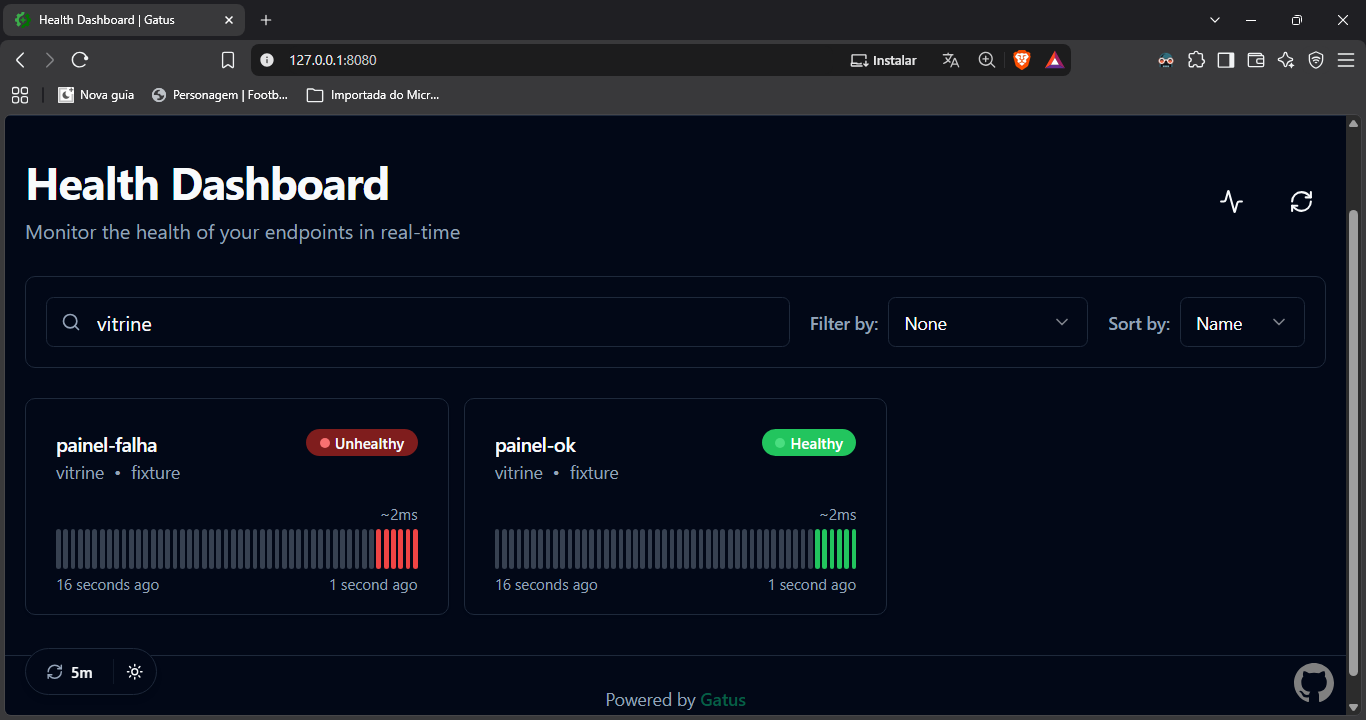 Health Dashboard | Gatus
127.0.0.1:8080
Instalar
Nova guia
Personagem | Footb...
Importada do Micr...
Health Dashboard
Monitor the health of your endpoints in real-time
vitrine
Filter by:
None
Sort by:
Name
painel-falha
Unhealthy
vitrine • fixture
~2ms
16 seconds ago
1 second ago
painel-ok
Healthy
vitrine • fixture
~2ms
16 seconds ago
1 second ago
5m
Powered by Gatus